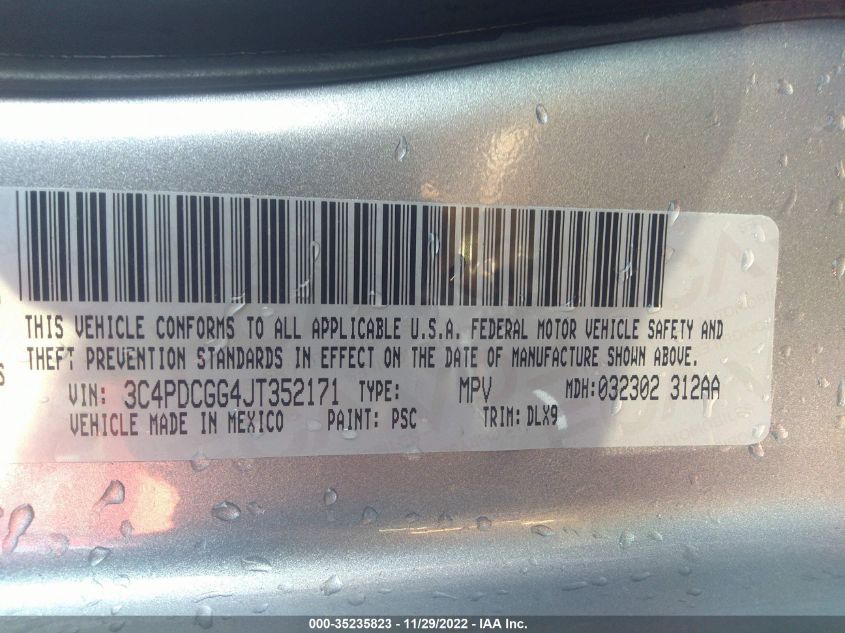 THIS VEHICLE CONFORMS TO ALL APPLICABLE U.S.A. FEDERAL MOTOR VEHICLE SAFETY AND
THEFT PREVENTION STANDARDS IN EFFECT ON THE DATE OF MANUFACTURE SHOWN ABOVE.
VIN: 3C4PDCGG4JT352171 TYPE: MPV MDH:032302 312AA
VEHICLE MADE IN MEXICO PAINT: PSC TRIM: DLX9
000-35235823 - 11/29/2022 - IAA Inc.